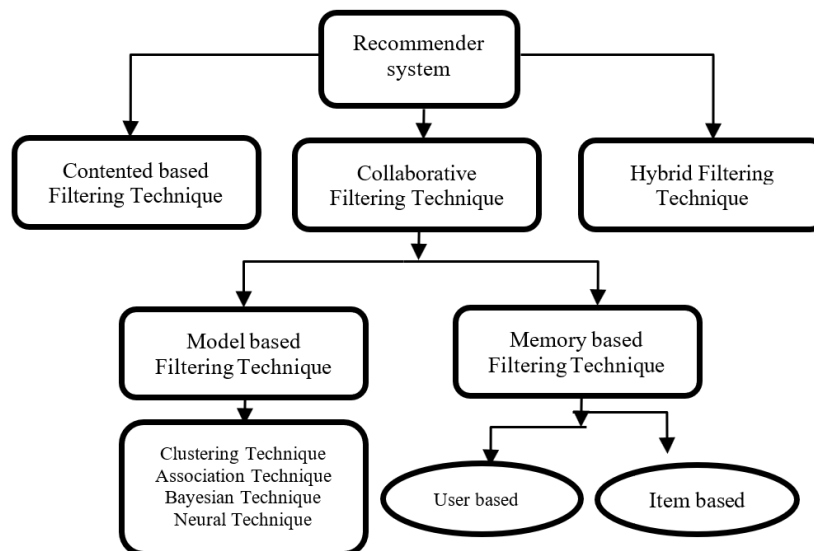 Recommender
system
Contented based
Filtering Technique
Collaborative
Filtering Technique
Hybrid Filtering
Technique
Model based
Filtering Technique
Memory based
Filtering Technique
Clustering Technique
Association Technique
Bayesian Technique
Neural Technique
User based
Item based